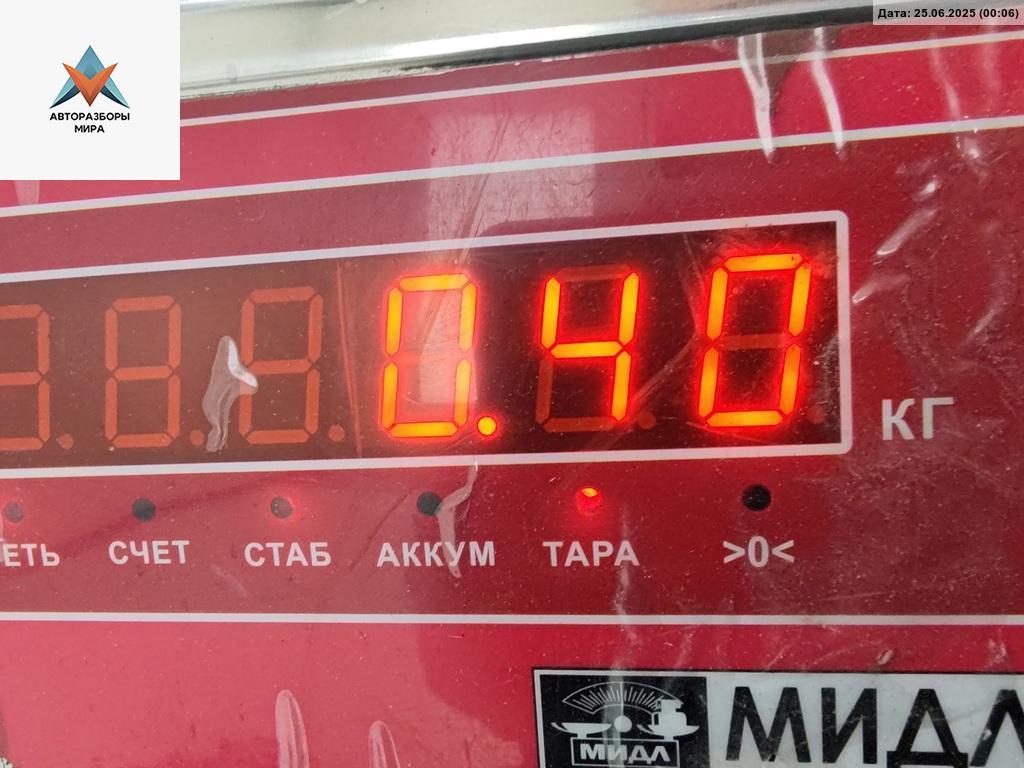 Дата: 25.06.2025 (00:06)
АВТОРАЗБОРЫ
МИРА
0.40
КГ
ЕТЬ СЧЕТ СТАБ АККУМ ТАРА >0<
МИДЛ МИДЛ